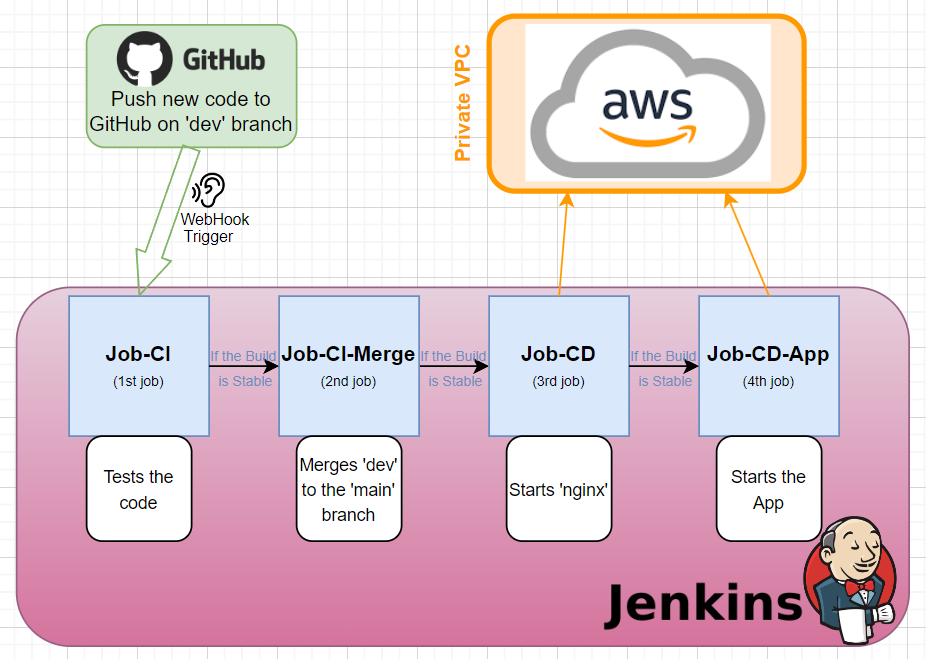 GitHub
Push new code to
GitHub on 'dev' branch
Private VPC
aws
WebHook
Trigger
Job-CI
(1st job)
If the Build
is Stable
Job-CI-Merge
(2nd job)
If the Build
is Stable
Job-CD
(3rd job)
If the Build
is Stable
Job-CD-App
(4th job)
Tests the
code
Merges 'dev'
to the 'main'
branch
Starts 'nginx'
Starts the
App
Jenkins